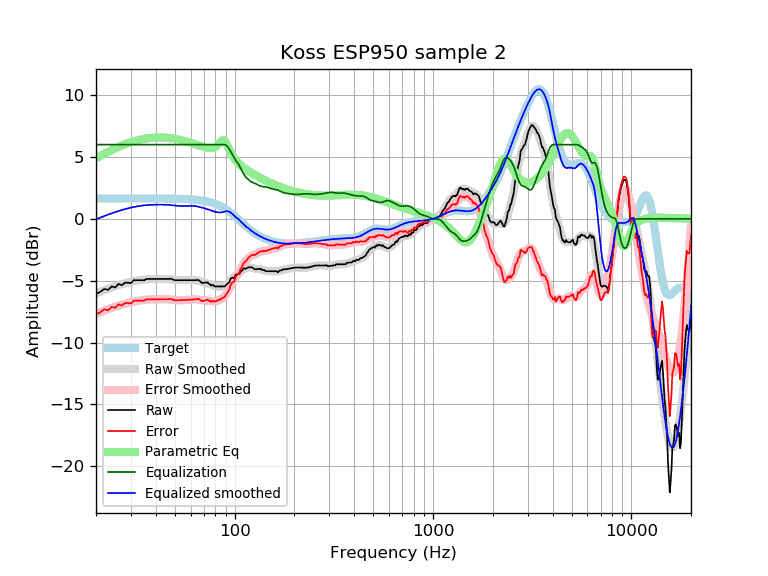 Koss ESP950 sample 2
Amplitude (dBr)
10
5
0
−5
−10
−15
−20
Target
Raw Smoothed
Error Smoothed
Raw
Error
Parametric Eq
Equalization
Equalized smoothed
100
1000
10000
Frequency (Hz)